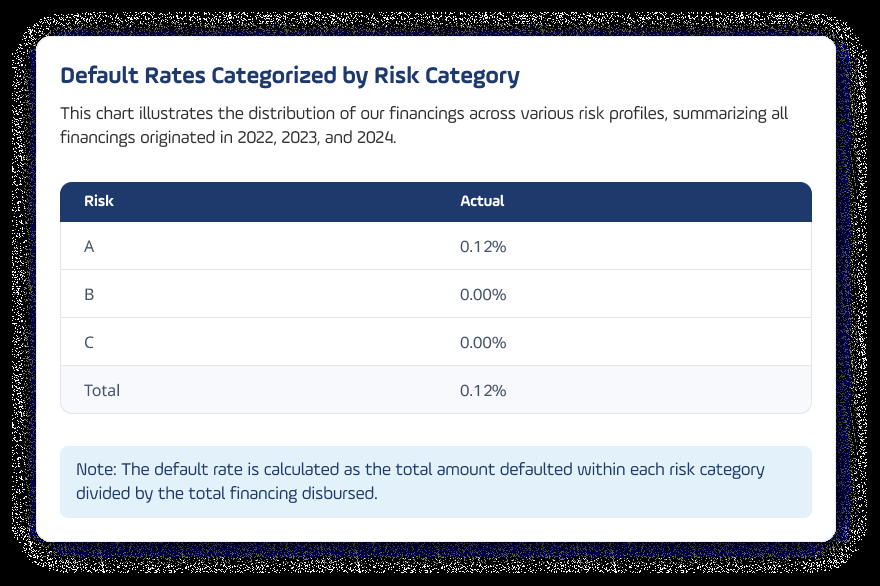 Default Rates Categorized by Risk Category
This chart illustrates the distribution of our financings across various risk profiles, summarizing all
financings originated in 2022, 2023, and 2024.
Risk Actual
A 0.12%
B 0.00%
C 0.00%
Total 0.12%
Note: The default rate is calculated as the total amount defaulted within each risk category
divided by the total financing disbursed.